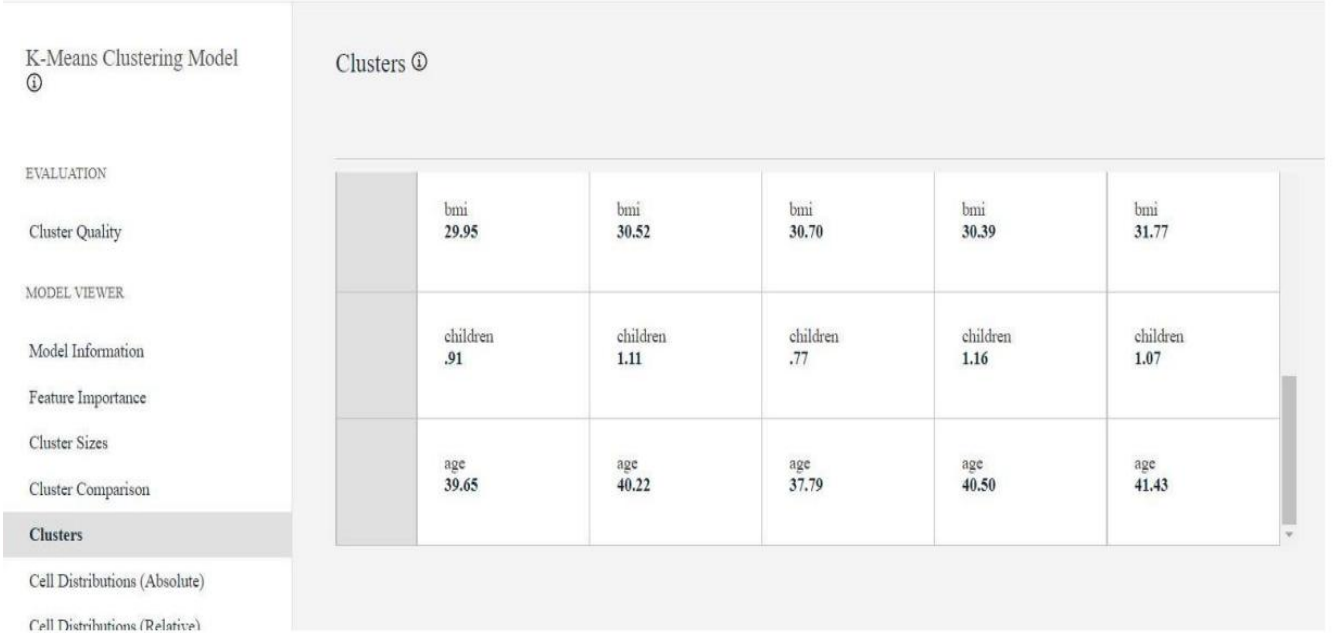 K-Means Clustering Model
Clusters
EVALUATION
Cluster Quality
MODEL VIEWER
Model Information
Feature Importance
Cluster Sizes
Cluster Comparison
Clusters
Cell Distributions (Absolute)
Cell Distributions (Relative)
bmi bmi bmi bmi bmi
29.95 30.52 30.70 30.39 31.77
children children children children children
.91 1.11 .77 1.16 1.07
age age age age age
39.65 40.22 37.79 40.50 41.43